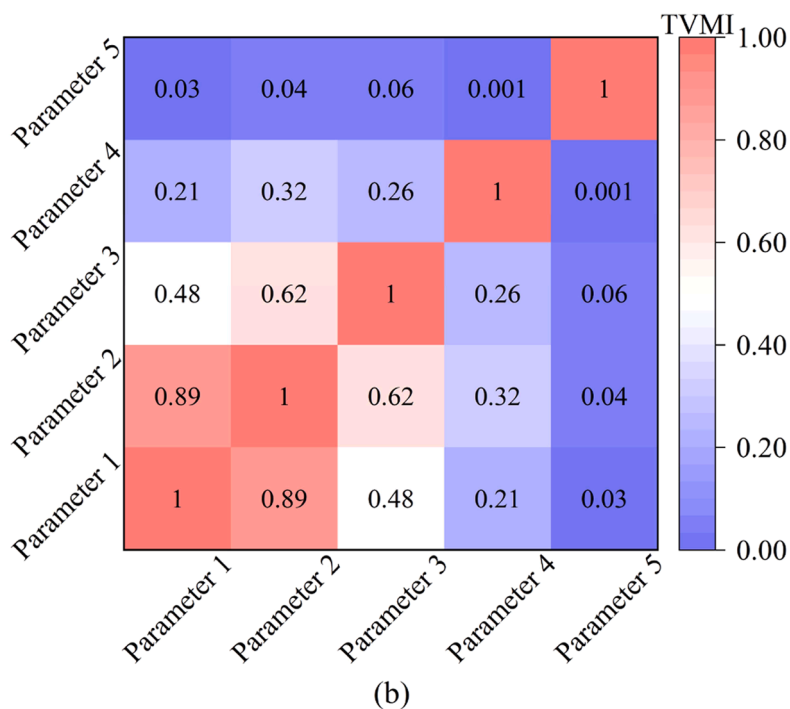 TVMI
Parameter 5 0.03 0.04 0.06 0.001 1 1.00
Parameter 4 0.21 0.32 0.26 1 0.001 0.80
Parameter 3 0.48 0.62 1 0.26 0.06 0.60
Parameter 2 0.89 1 0.62 0.32 0.04 0.40
Parameter 1 1 0.89 0.48 0.21 0.03 0.20
0.00
Parameter 1 Parameter 2 Parameter 3 Parameter 4 Parameter 5
(b)